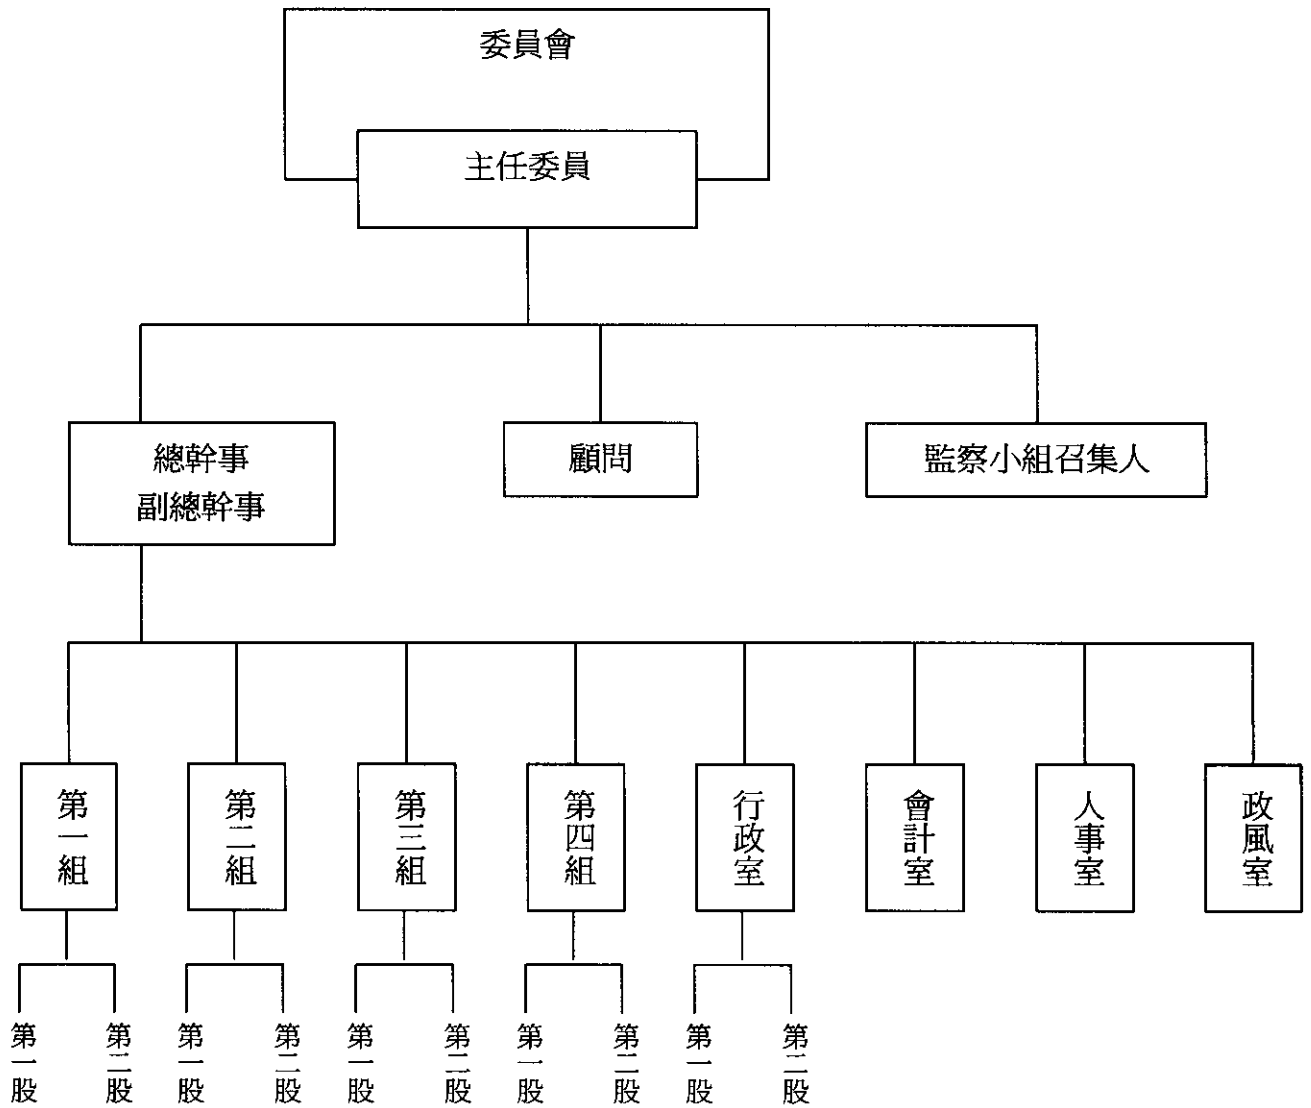 委員會
主任委員
總幹事
副總幹事
顧問
監察小組召集人
第一組
第二組
第三組
第四組
行政室
會計室
人事室
政風室
第一股
第二股
第一股
第二股
第一股
第二股
第一股
第二股
第一股
第二股